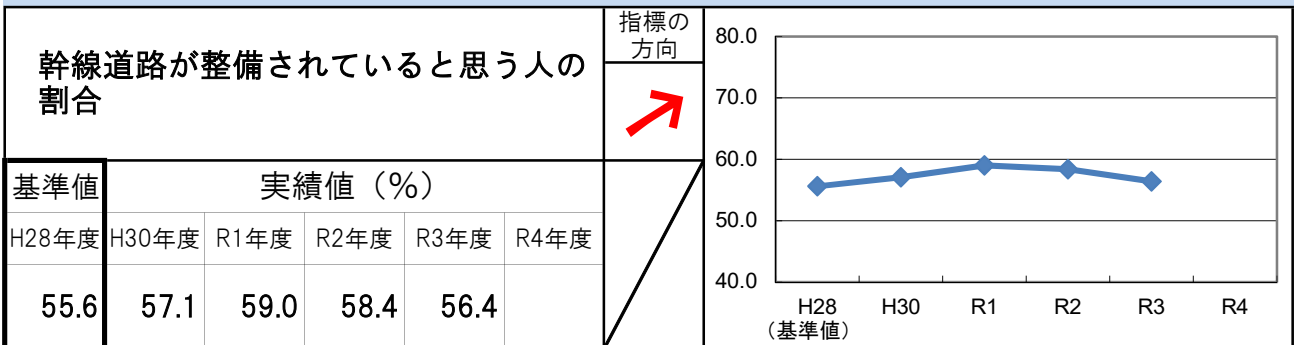 幹線道路が整備されていると思う人の
割合
指標の
方向
基準値 実績値（%）
H28年度 H30年度 R1年度 R2年度 R3年度 R4年度
55.6 57.1 59.0 58.4 56.4
80.0
70.0
60.0
50.0
40.0
H28 H30 R1 R2 R3 R4
（基準値）